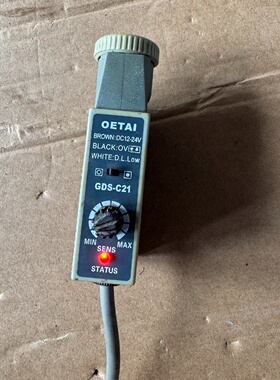 OETAI
BROWN:DC12-24V
BLACK:OV
WHITE:D.L.Low
GDS-C21
MIN MAX
SENS
STATUS